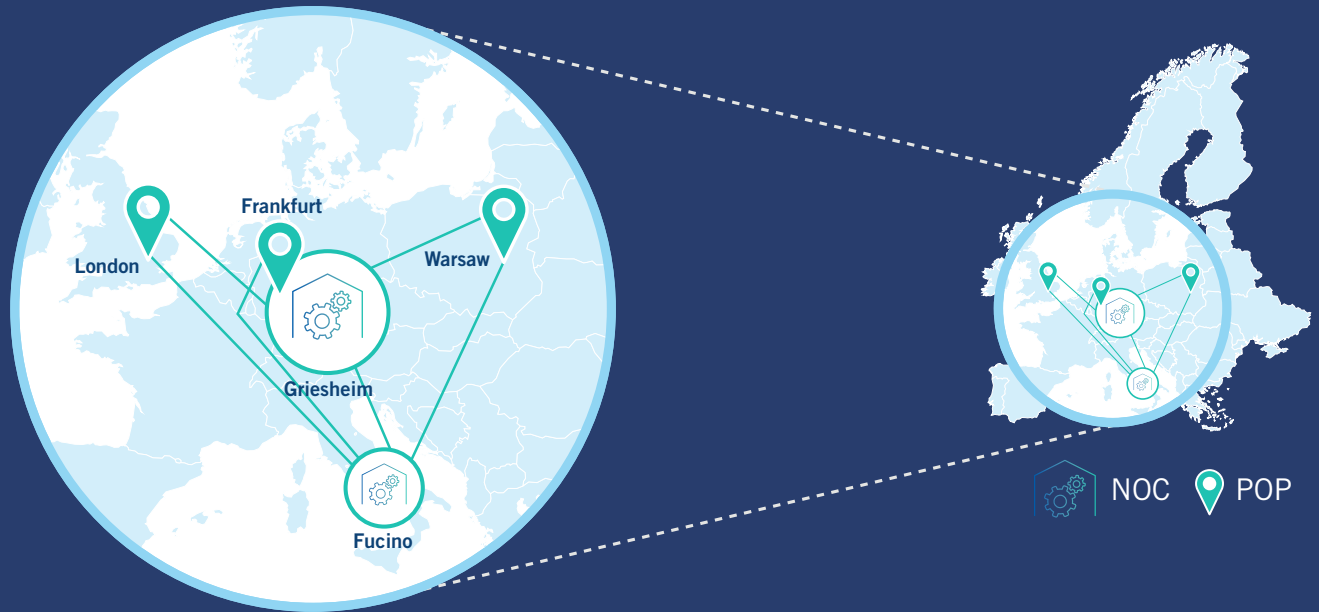 Frankfurt
London
Warsaw
Griesheim
Fucino
NOC
POP